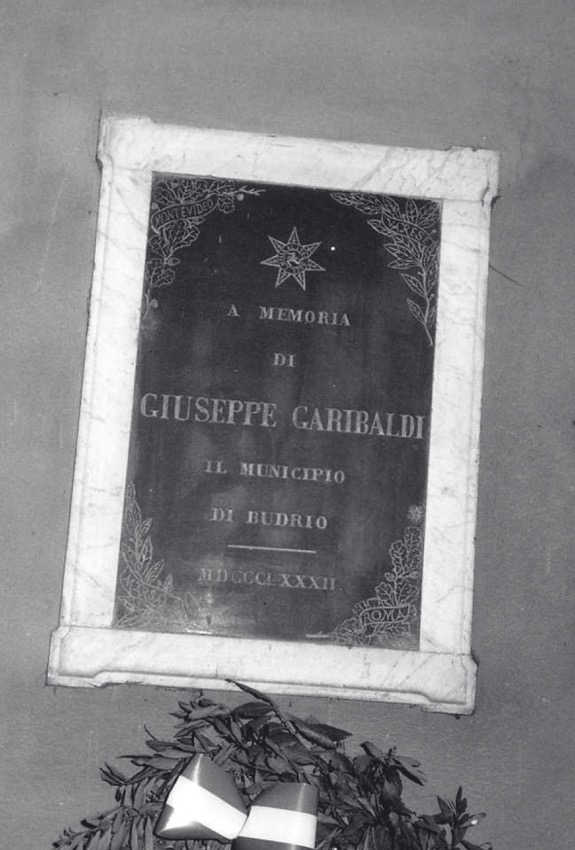 MONTEVIDEO
A MEMORIA
DI
GIUSEPPE GARIBALDI
IL MUNICIPIO
DI BUDRIO
MDCCCLXXXII
ROMA